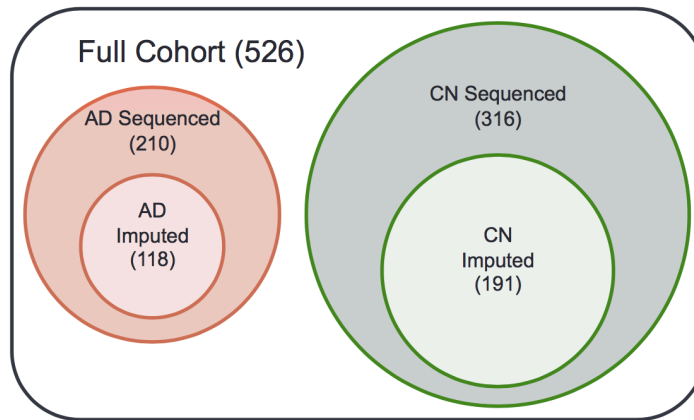 Full Cohort (526)
AD Sequenced
(210)
AD
Imputed
(118)
CN Sequenced
(316)
CN
Imputed
(191)